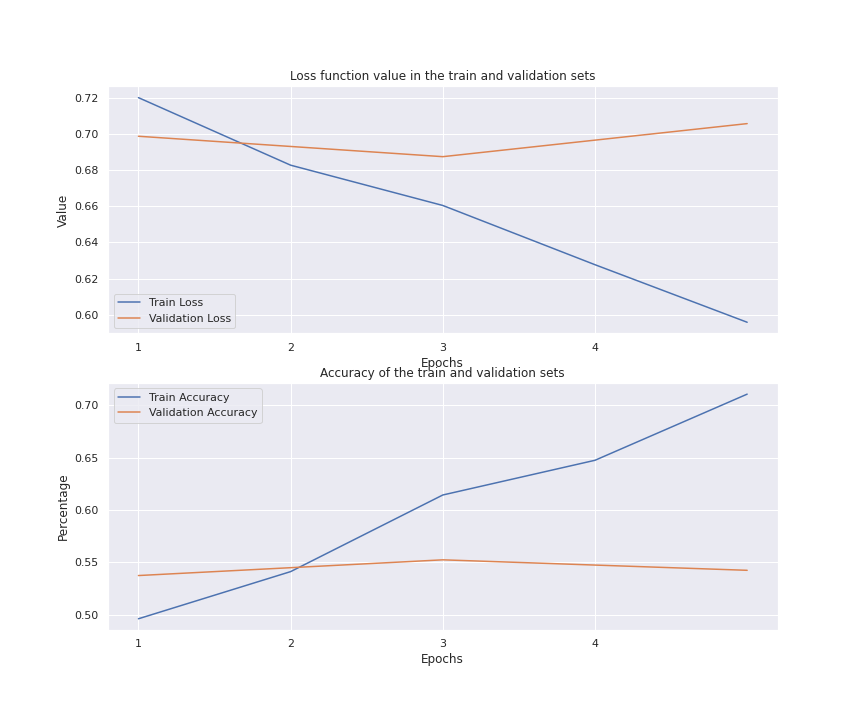 Loss function value in the train and validation sets
0.72
0.70
0.68
0.66
0.64
0.62
0.60
Value
Train Loss
Validation Loss
1 2 3 4
Epochs
Accuracy of the train and validation sets
0.70
0.65
0.60
0.55
0.50
Percentage
Train Accuracy
Validation Accuracy
1 2 3 4
Epochs